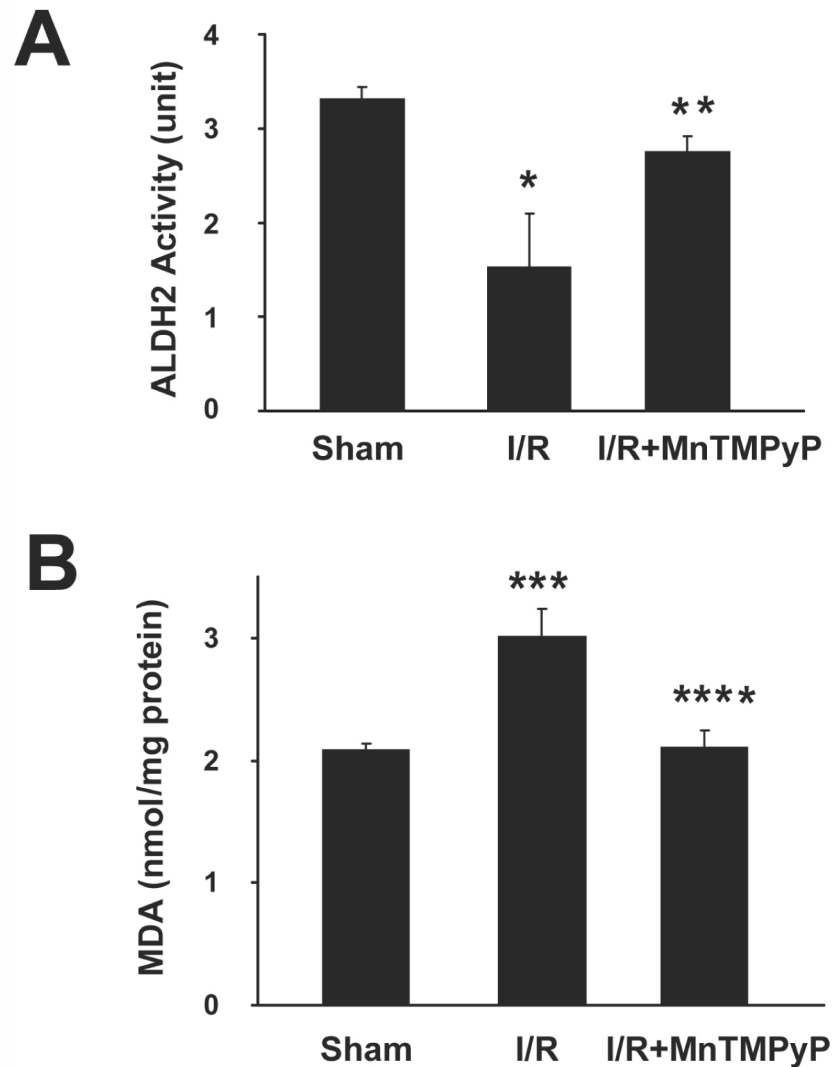 A
ALDH2 Activity (unit)
4
3
2
1
0
*
**
Sham I/R I/R+MnTMPyP
B
MDA (nmol/mg protein)
3
2
1
0
***
****
Sham I/R I/R+MnTMPyP